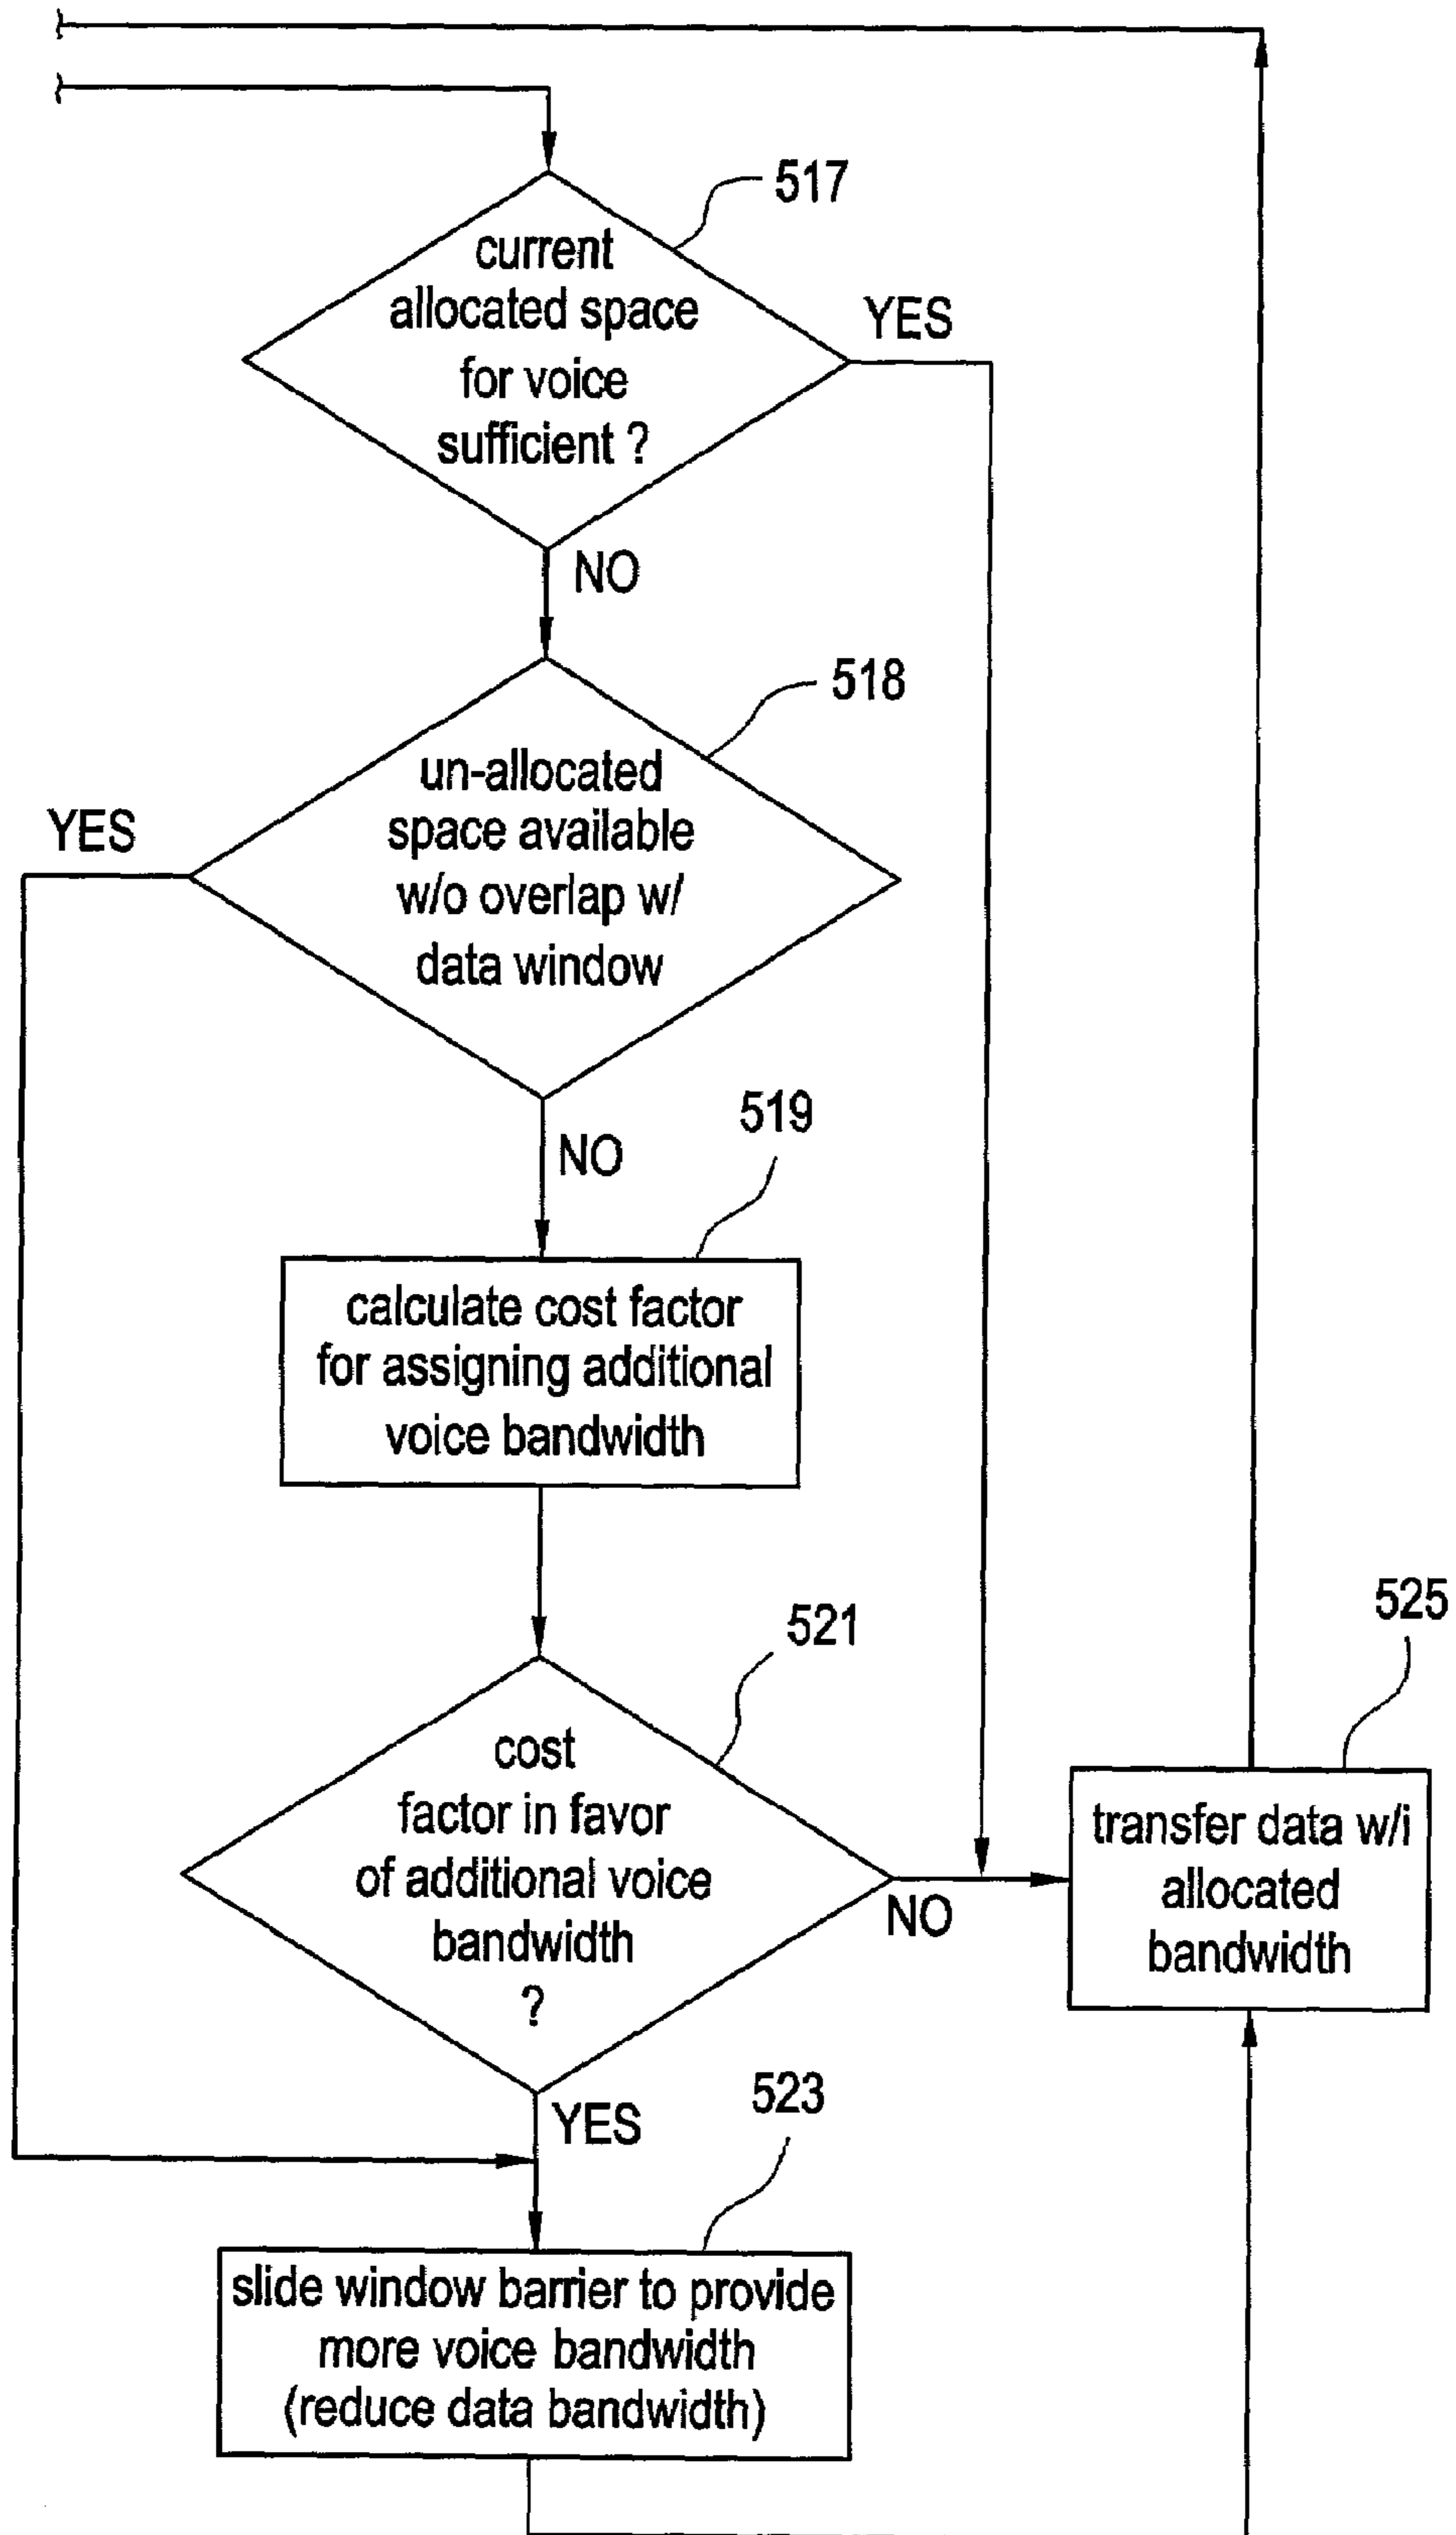 517
current
allocated space
for voice
sufficient ?
YES
NO
518
un-allocated
space available
w/o overlap w/
data window
YES
NO
519
calculate cost factor
for assigning additional
voice bandwidth
521
cost
factor in favor
of additional voice
bandwidth
?
NO
YES
525
transfer data w/i
allocated
bandwidth
523
slide window barrier to provide
more voice bandwidth
(reduce data bandwidth)